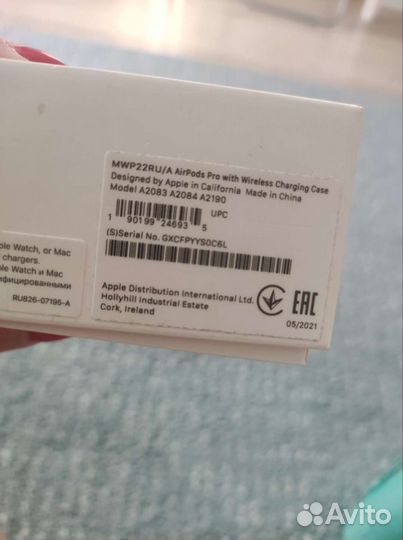 MWP22RU/A AirPods Pro with Wireless Charging Case
Designed by Apple in California Made in China
Model A2083 A2084 A2190
1 90199 24693 5 UPC
(S)Serial No. GXCFPYYS0C6L
ple Watch, or Mac
chargers.
ple Watch и Mac
ифицированными
RU826-07195-A
Apple Distribution International Ltd.
Hollyhill Industrial Estate
Cork, Ireland
EAC
05/2021
Avito